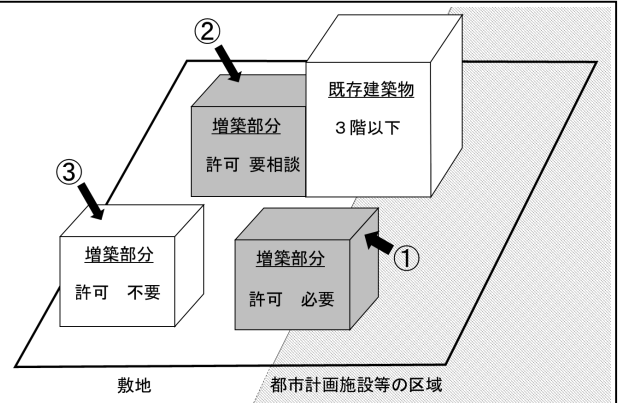 ②
既存建築物
3階以下
増築部分
許可 要相談
③
増築部分
許可 不要
増築部分
許可 必要
①
敷地
都市計画施設等の区域